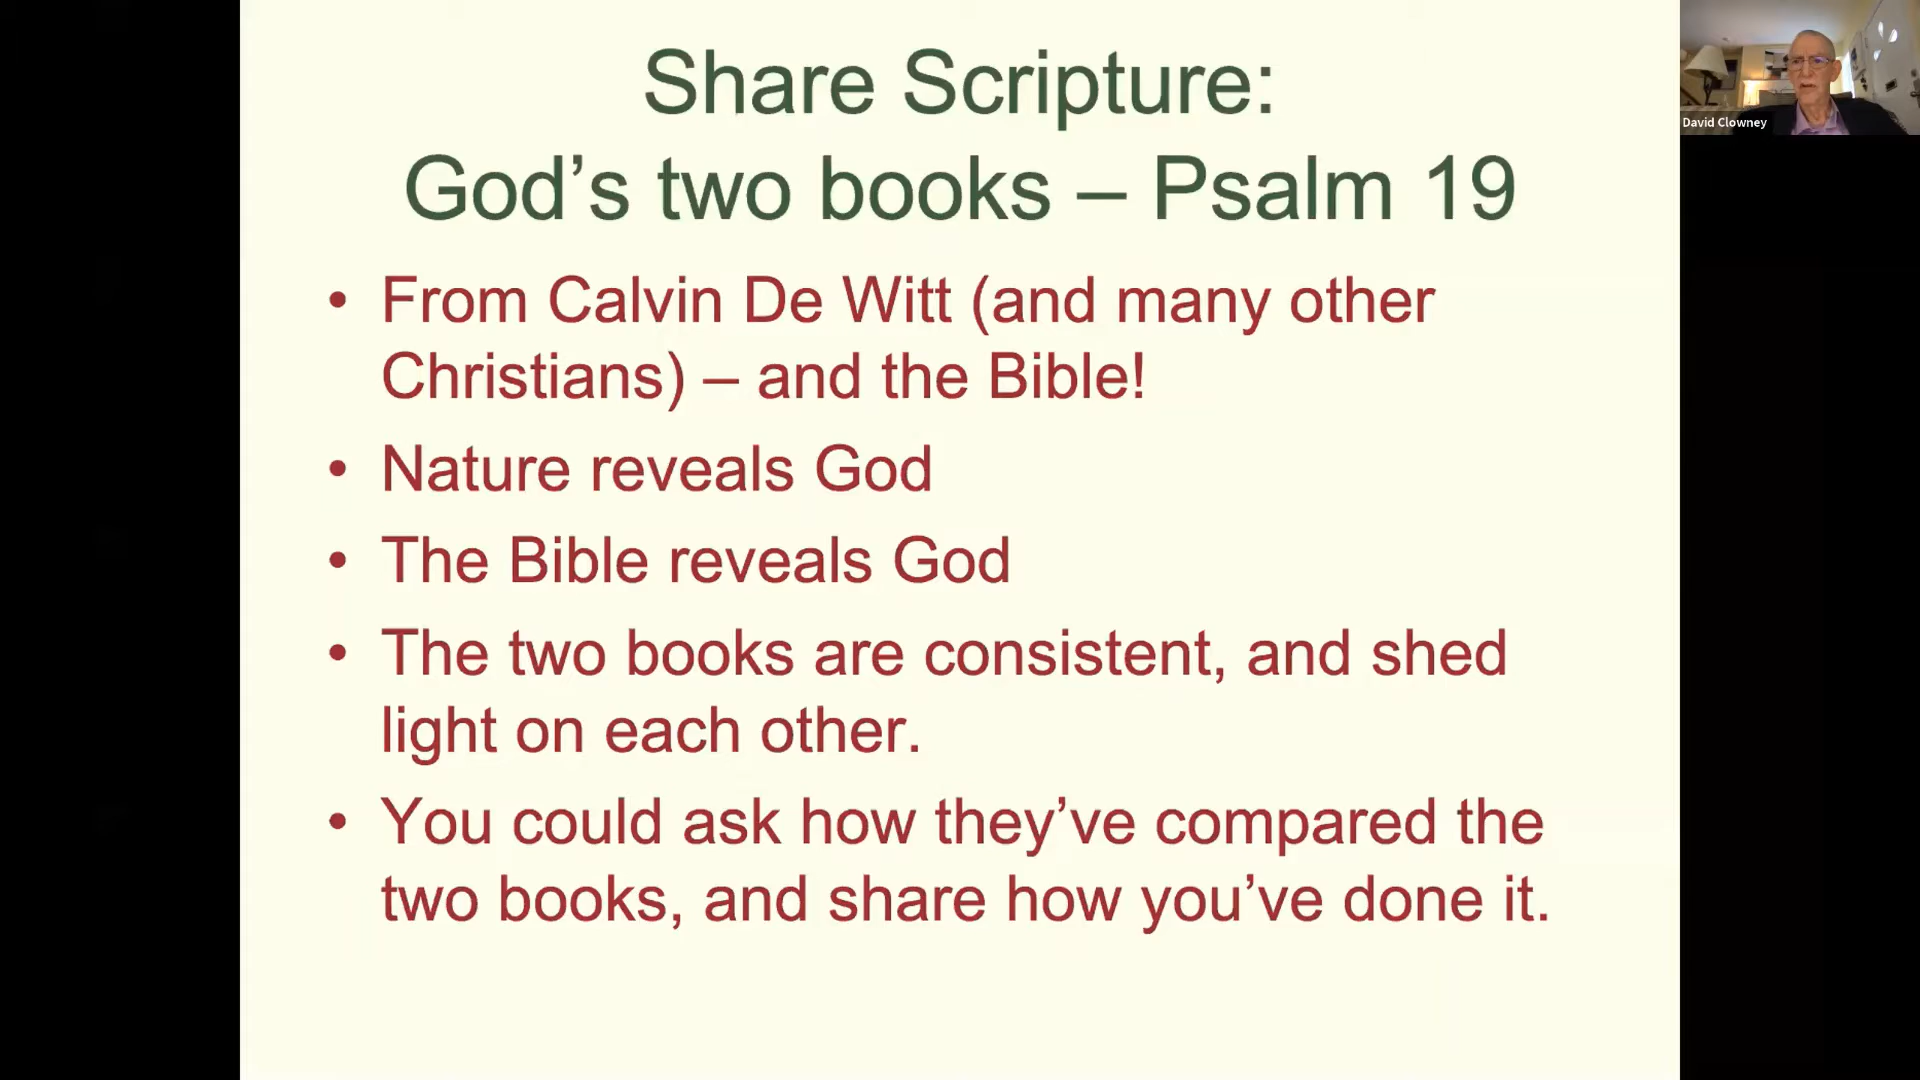 Share Scripture:
God’s two books – Psalm 19
• From Calvin De Witt (and many other
Christians) – and the Bible!
• Nature reveals God
• The Bible reveals God
• The two books are consistent, and shed
light on each other.
• You could ask how they’ve compared the
two books, and share how you’ve done it.
David Clowney